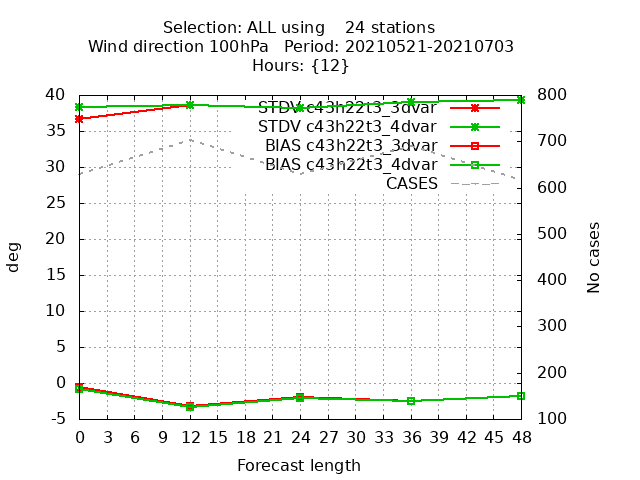 Selection: ALL using 24 stations
Wind direction 100hPa Period: 20210521-20210703
Hours: {12}
40
35
30
25
20
15
10
5
0
-5
deg
800
700
600
500
400
300
200
100
No cases
STDV c43h22t3_3dvar
STDV c43h22t3_4dvar
BIAS c43h22t3_3dvar
BIAS c43h22t3_4dvar
CASES
0 3 6 9 12 15 18 21 24 27 30 33 36 39 42 45 48
Forecast length